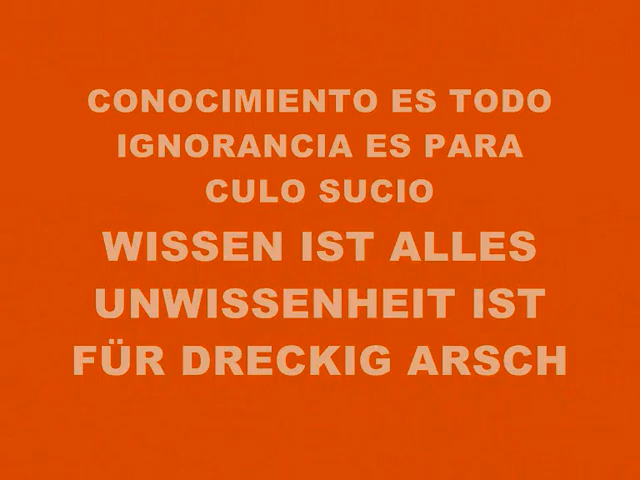 CONOCIMIENTO ES TODO
IGNORANCIA ES PARA
CULO SUCIO
WISSEN IST ALLES
UNWISSENHEIT IST
FÜR DRECKIG ARSCH